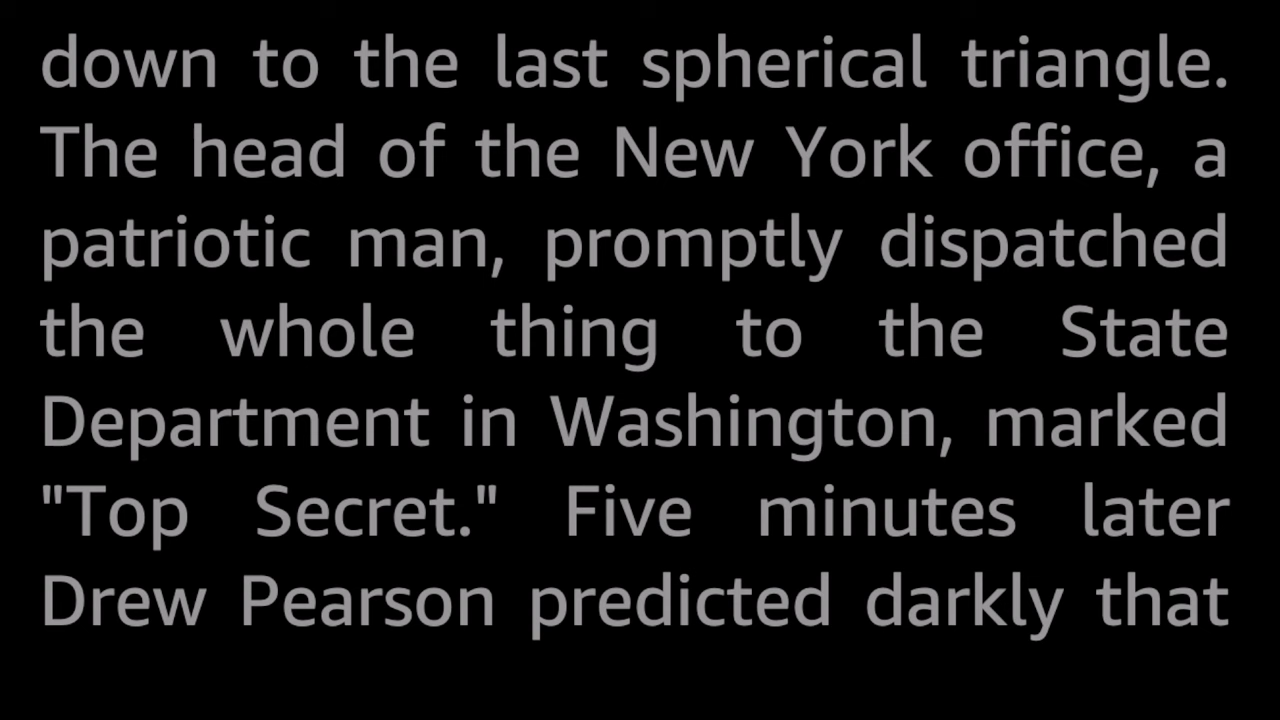 down to the last spherical triangle.
The head of the New York office, a
patriotic man, promptly dispatched
the whole thing to the State
Department in Washington, marked
"Top Secret." Five minutes later
Drew Pearson predicted darkly that